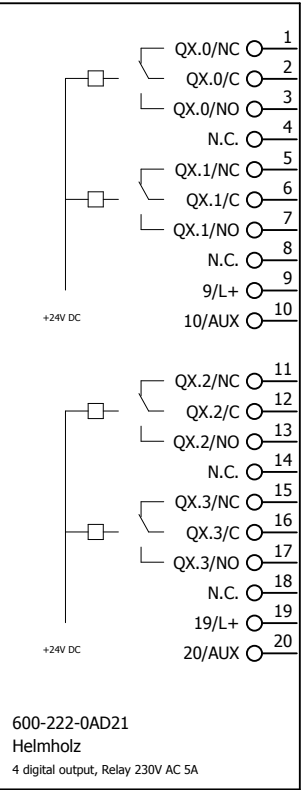 QX.0/NC 1
QX.0/C 2
QX.0/NO 3
N.C. 4
QX.1/NC 5
QX.1/C 6
QX.1/NO 7
N.C. 8
9/L+ 9
+24V DC 10/AUX 10
QX.2/NC 11
QX.2/C 12
QX.2/NO 13
N.C. 14
QX.3/NC 15
QX.3/C 16
QX.3/NO 17
N.C. 18
19/L+ 19
+24V DC 20/AUX 20
600-222-0AD21
Helmholz
4 digital output, Relay 230V AC 5A